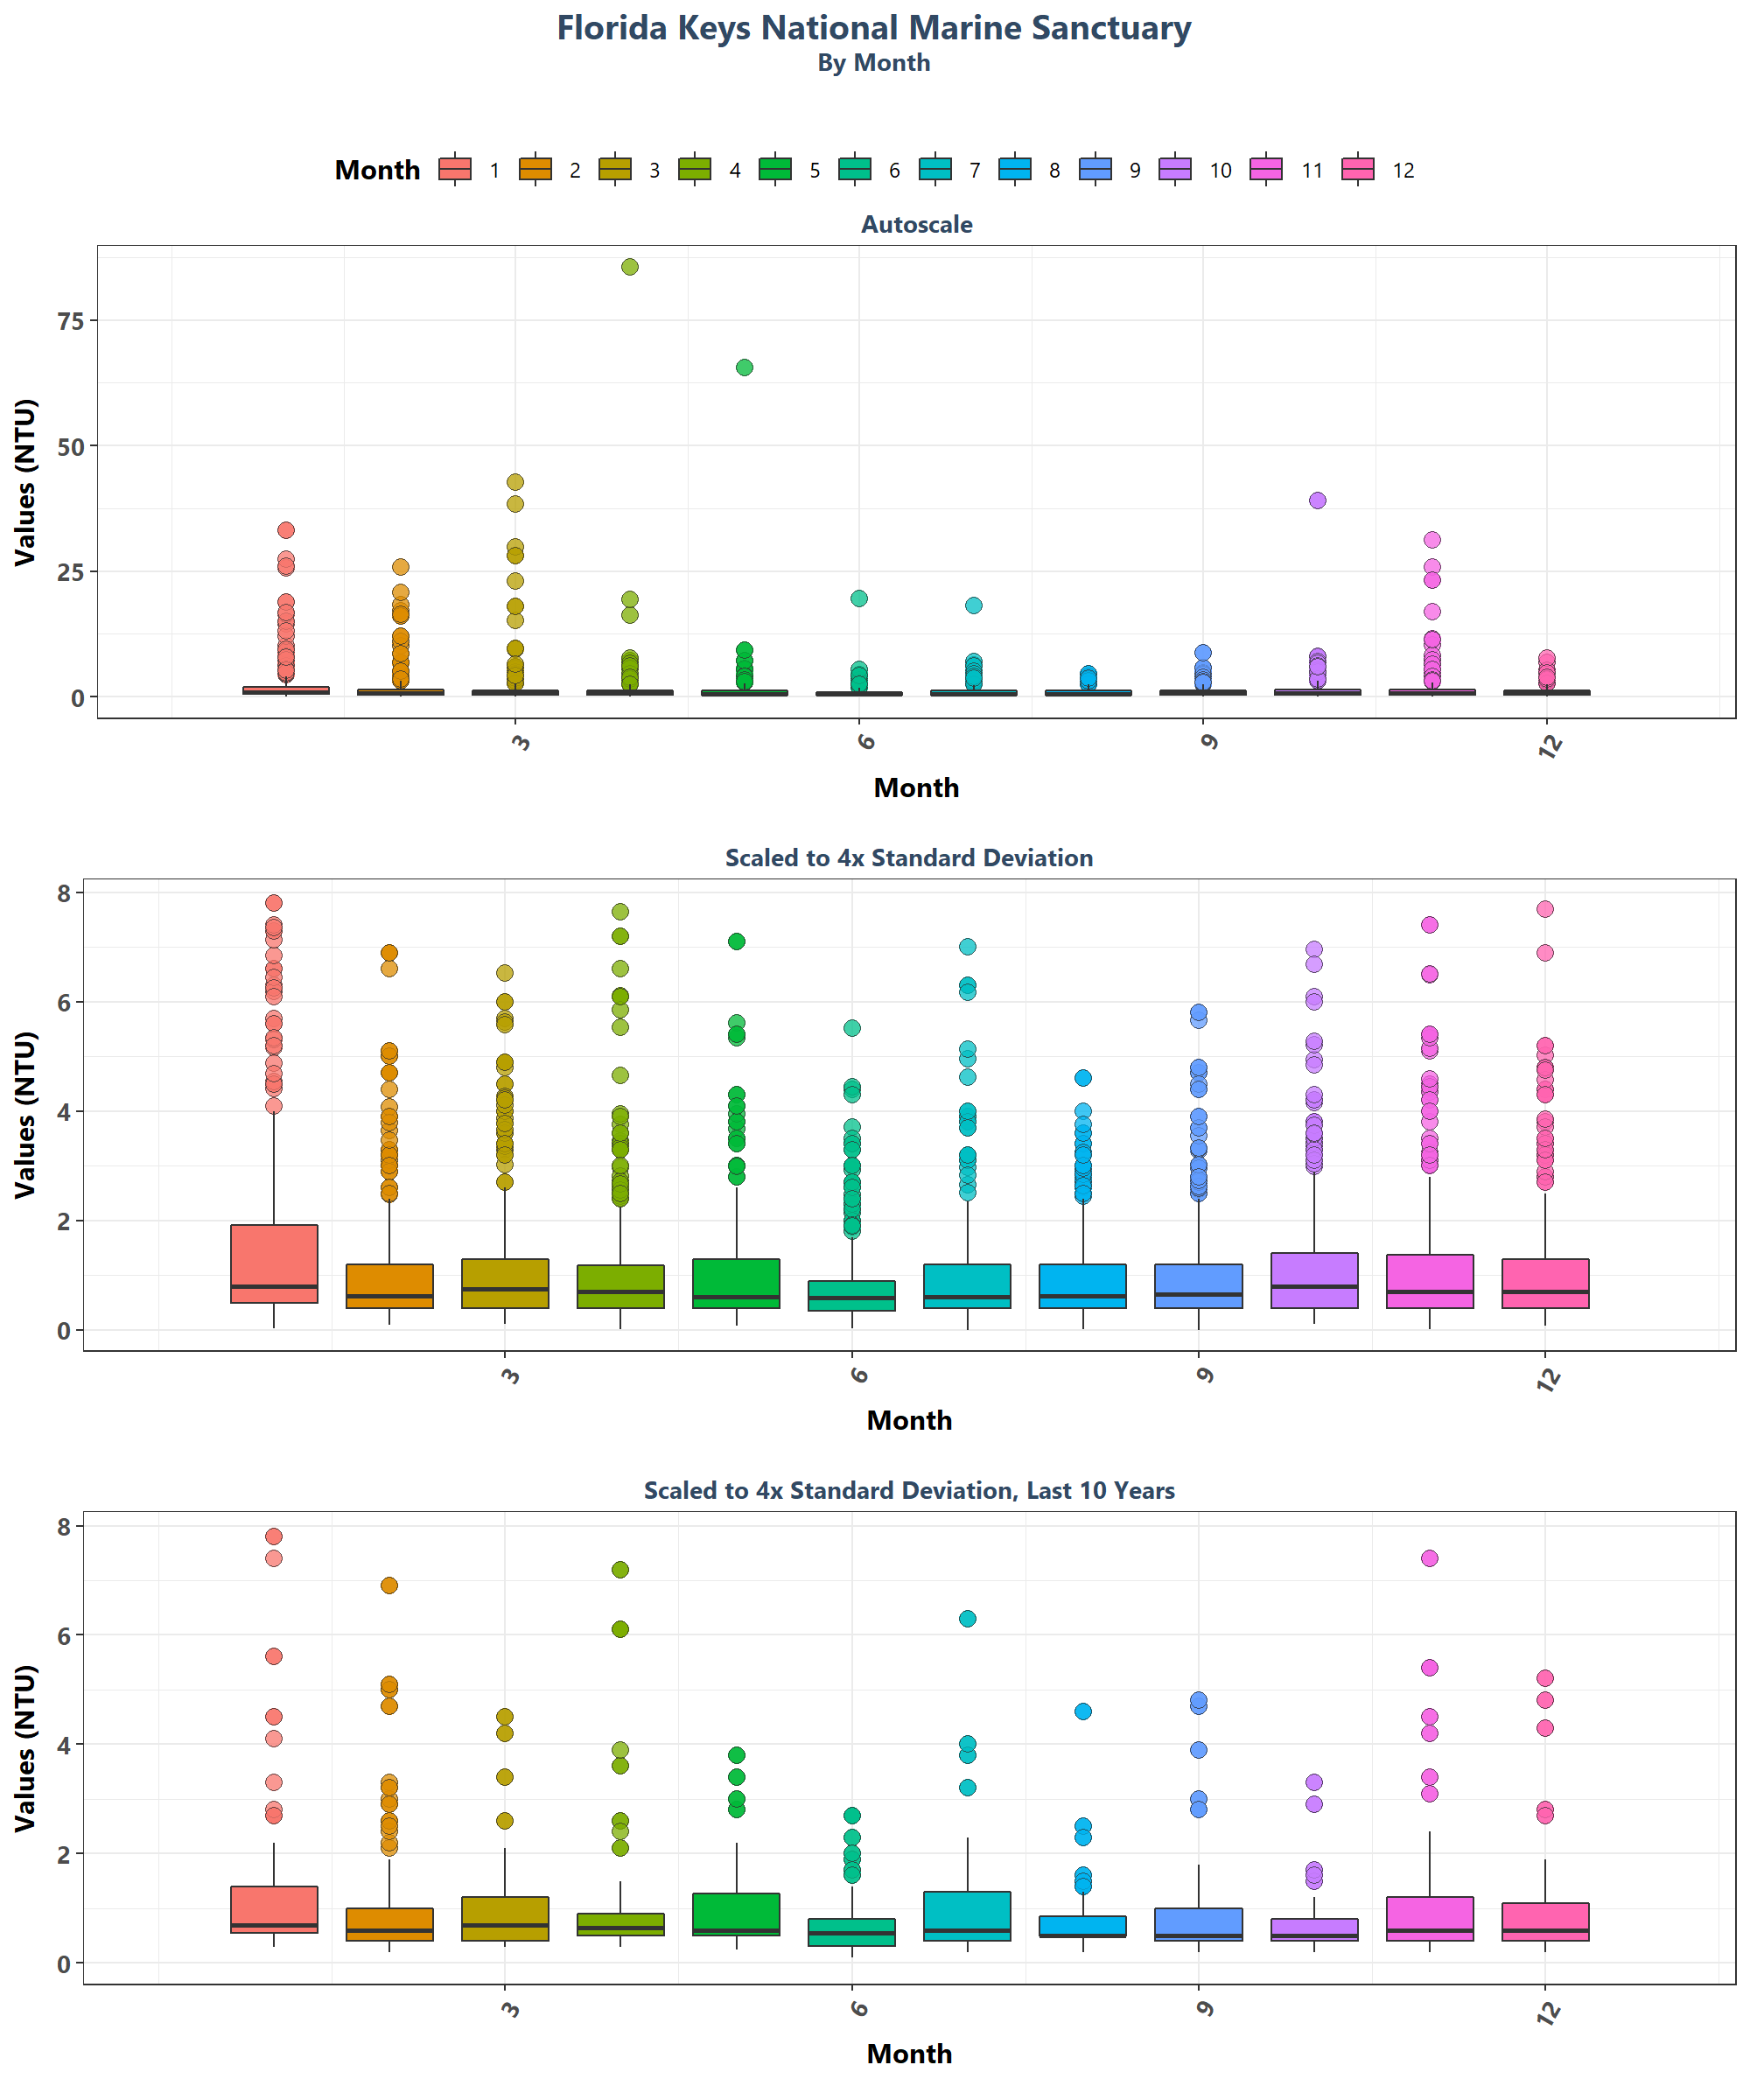 Florida Keys National Marine Sanctuary
By Month
Month 1 2 3 4 5 6 7 8 9 10 11 12
Autoscale
Values (NTU)
75
50
25
0
3 6 9 12
Month
Scaled to 4x Standard Deviation
Values (NTU)
8
6
4
2
0
3 6 9 12
Month
Scaled to 4x Standard Deviation, Last 10 Years
Values (NTU)
8
6
4
2
0
3 6 9 12
Month